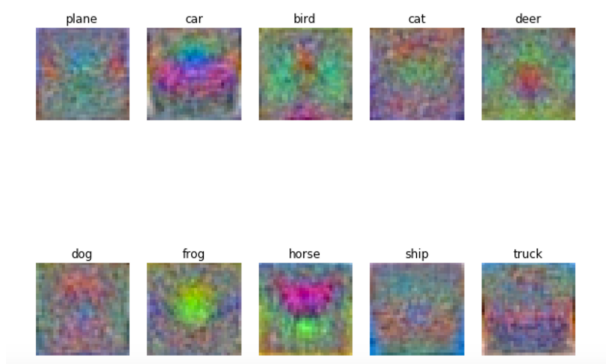 plane car bird cat deer
dog frog horse ship truck